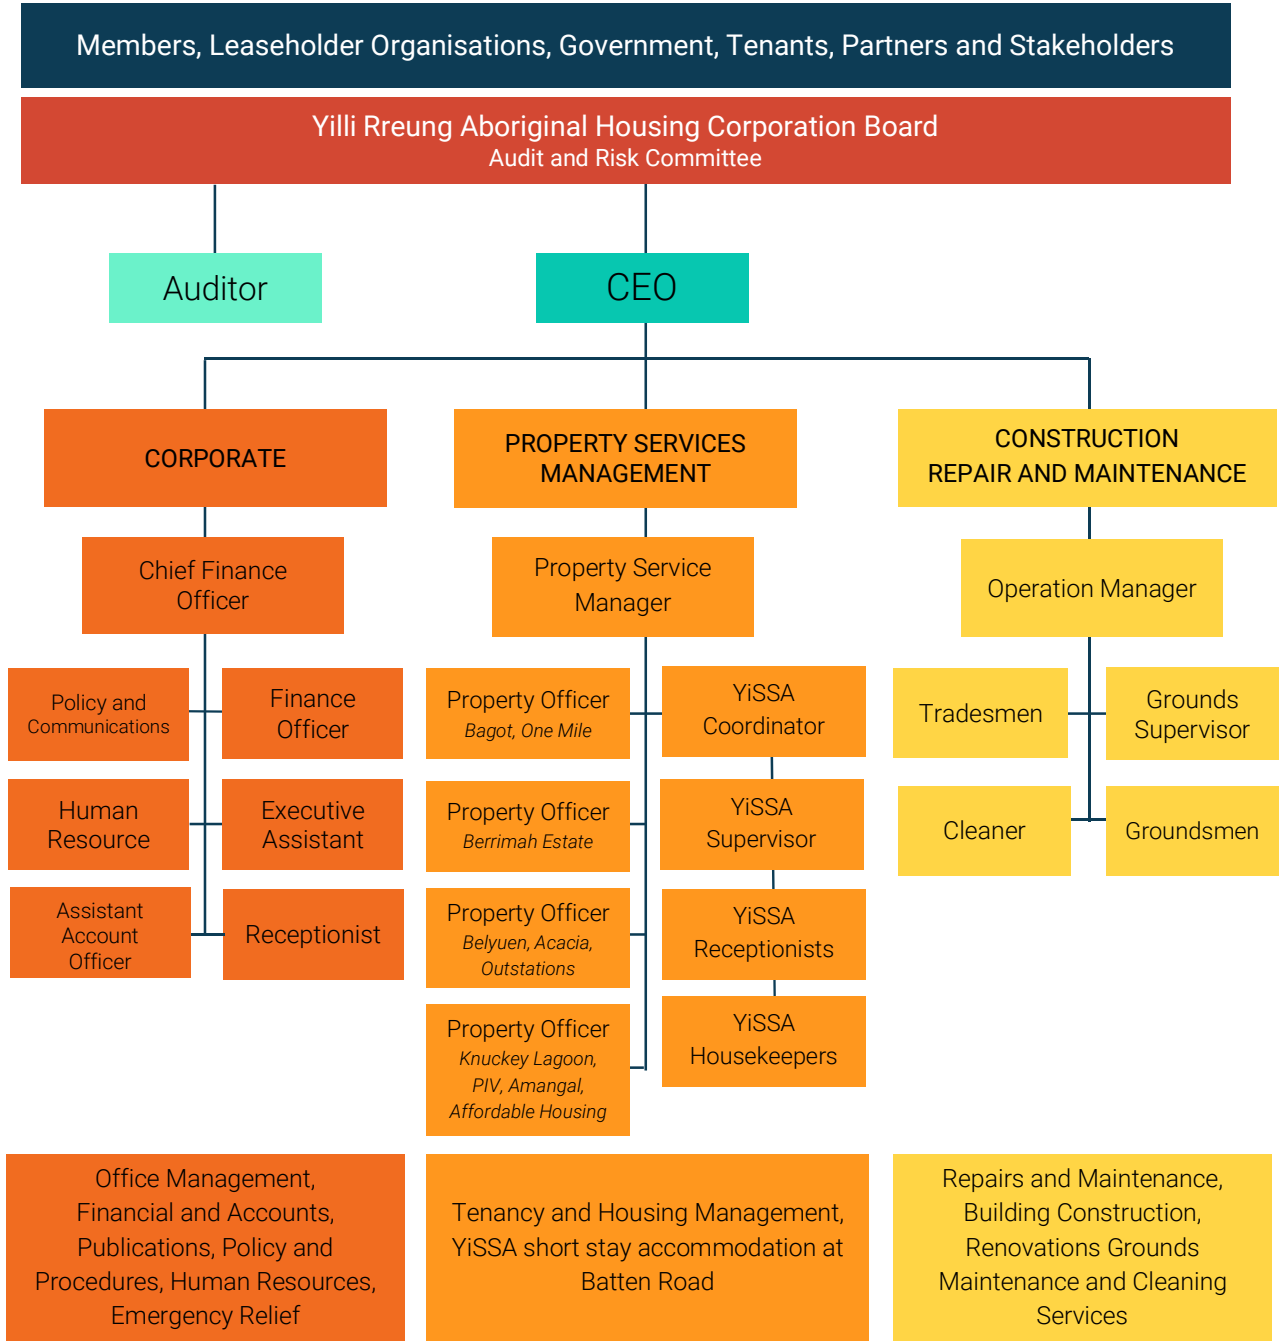 Members, Leaseholder Organisations, Government, Tenants, Partners and Stakeholders
Yilli Rreung Aboriginal Housing Corporation Board
Audit and Risk Committee
Auditor
CEO
CORPORATE
PROPERTY SERVICES
MANAGEMENT
CONSTRUCTION
REPAIR AND MAINTENANCE
Chief Finance
Officer
Property Service
Manager
Operation Manager
Policy and
Communications
Finance
Officer
Human
Resource
Executive
Assistant
Assistant
Account
Officer
Receptionist
Property Officer
Bagot, One Mile
YiSSA
Coordinator
Property Officer
Berrimah Estate
YiSSA
Supervisor
Property Officer
Belyuen, Acacia,
Outstations
YiSSA
Receptionists
Property Officer
Knuckey Lagoon,
PIV, Amangal,
Affordable Housing
YiSSA
Housekeepers
Tradesmen
Grounds
Supervisor
Cleaner
Groundsmen
Office Management,
Financial and Accounts,
Publications, Policy and
Procedures, Human Resources,
Emergency Relief
Tenancy and Housing Management,
YiSSA short stay accommodation at
Batten Road
Repairs and Maintenance,
Building Construction,
Renovations Grounds
Maintenance and Cleaning
Services